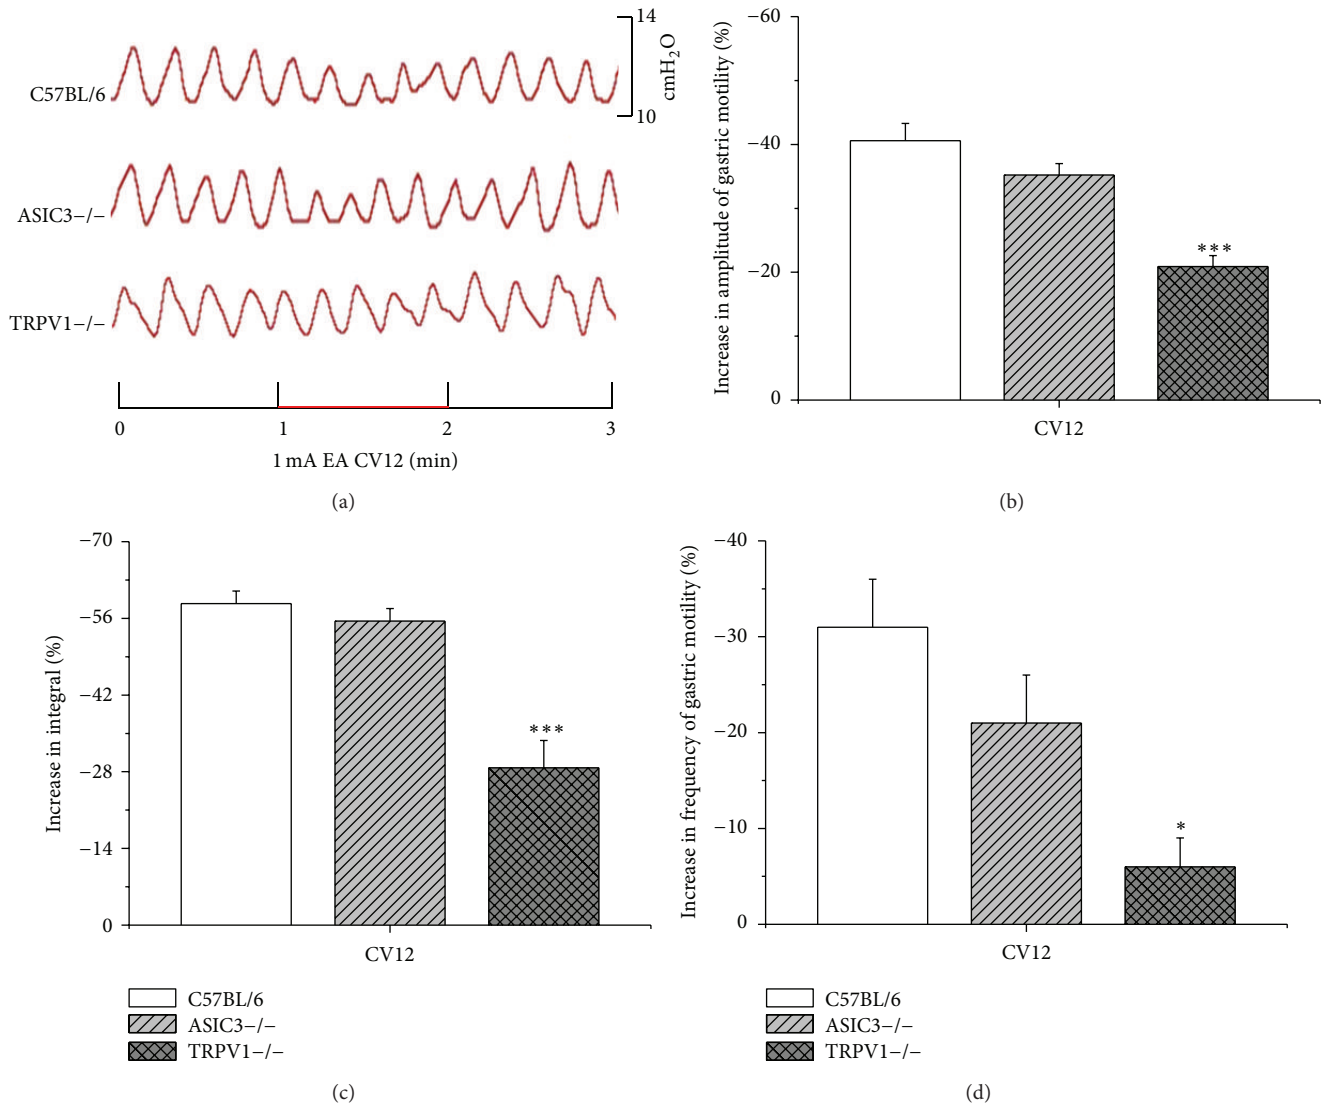 C57BL/6
14
cmH2O
10
ASIC3−/−
TRPV1−/−
0 1 2 3
1 mA EA CV12 (min)
(a)
Increase in amplitude of gastric motility (%)
−60
−40
−20
0
***
CV12
(b)
Increase in integral (%)
−70
−56
−42
−28
−14
0
***
CV12
C57BL/6
ASIC3−/−
TRPV1−/−
(c)
Increase in frequency of gastric motility (%)
−40
−30
−20
−10
0
*
CV12
C57BL/6
ASIC3−/−
TRPV1−/−
(d)